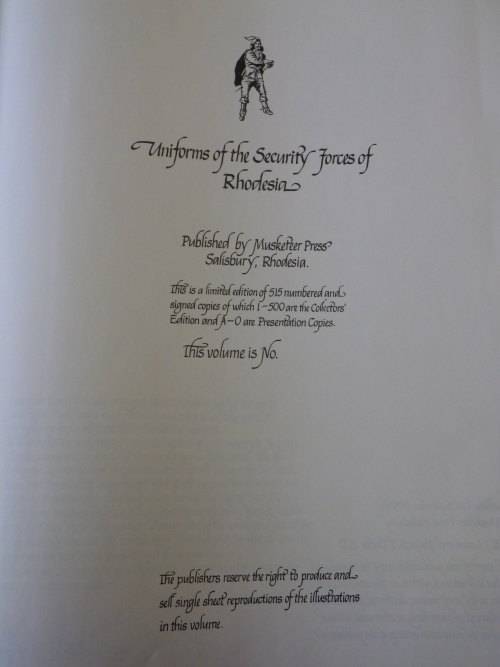 Uniforms of the Security Forces of
Rhodesia
Published by Musketeer Press
Salisbury, Rhodesia.
This is a limited edition of 515 numbered and
signed copies of which 1-500 are the Collectors'
Edition and A-O are Presentation Copies.
This volume is No.
The publishers reserve the right to produce and
sell single sheet reproductions of the illustrations
in this volume.